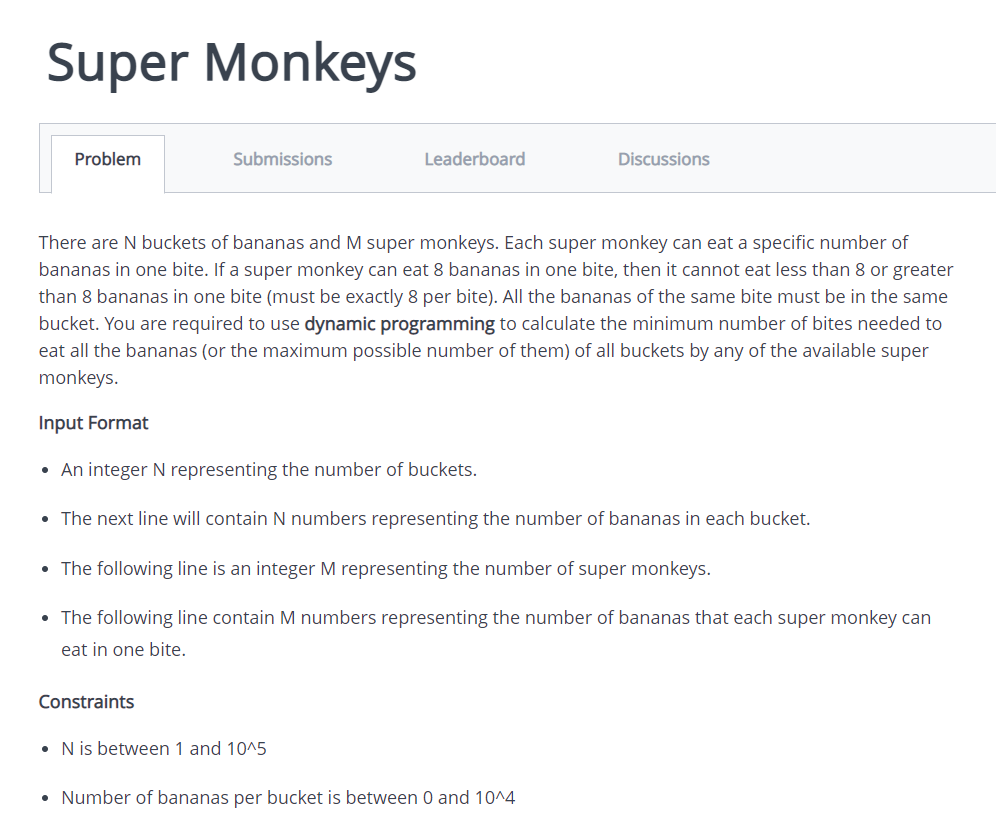 Super Monkeys
Problem
Submissions
Leaderboard
Discussions
There are N buckets of bananas and M super monkeys. Each super monkey can eat a specific number of
bananas in one bite. If a super monkey can eat 8 bananas in one bite, then it cannot eat less than 8 or greater
than 8 bananas in one bite (must be exactly 8 per bite). All the bananas of the same bite must be in the same
bucket. You are required to use dynamic programming to calculate the minimum number of bites needed to
eat all the bananas (or the maximum possible number of them) of all buckets by any of the available super
monkeys.
Input Format
• An integer N representing the number of buckets.
• The next line will contain N numbers representing the number of bananas in each bucket.
• The following line is an integer M representing the number of super monkeys.
• The following line contain M numbers representing the number of bananas that each super monkey can
eat in one bite.
Constraints
• N is between 1 and 10^5
• Number of bananas per bucket is between 0 and 10^4